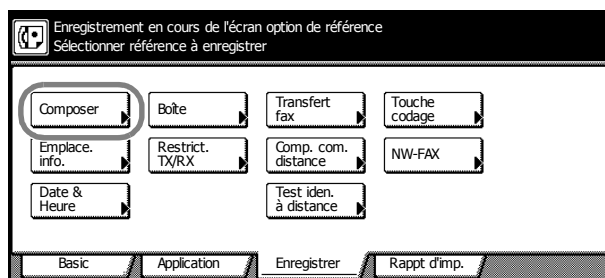 Enregistrement en cours de l'écran option de référence
Sélectionner référence à enregistrer
Composer
Boîte
Transfert
fax
Touche
codage
Emplace.
info.
Restrict.
TX/RX
Comp. com.
distance
NW-FAX
Date &
Heure
Test iden.
à distance
Basic
Application
Enregistrer
Rappt d'imp.